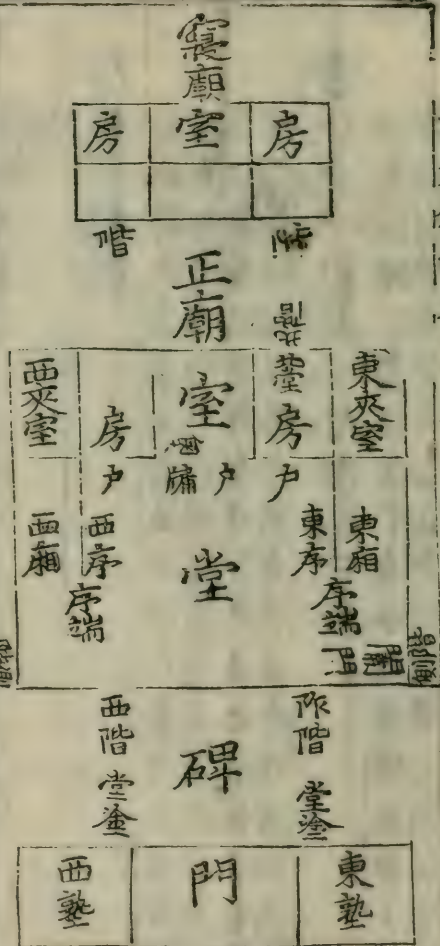 寢廟
房 室 房
階 階
正廟
北堂
西夾室 房 室 房 東夾室
戶 牖 戶 戶
西廂 西序 堂 東序 東廂
序端 序端
側階
西階 碑 阼階
堂塗 堂塗
西塾 門 東塾